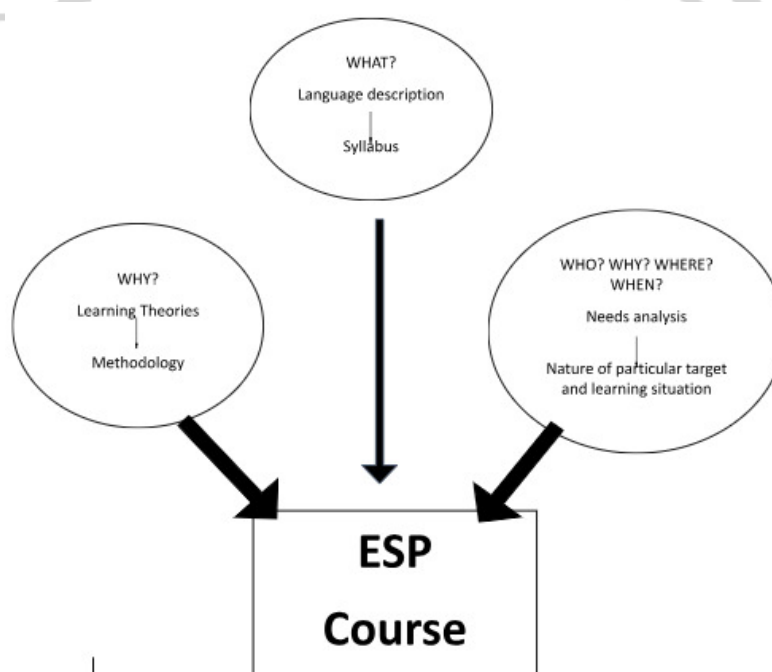 WHAT?
Language description
Syllabus
WHY?
Learning Theories
Methodology
WHO? WHY? WHERE?
WHEN?
Needs analysis
Nature of particular target
and learning situation
ESP
Course